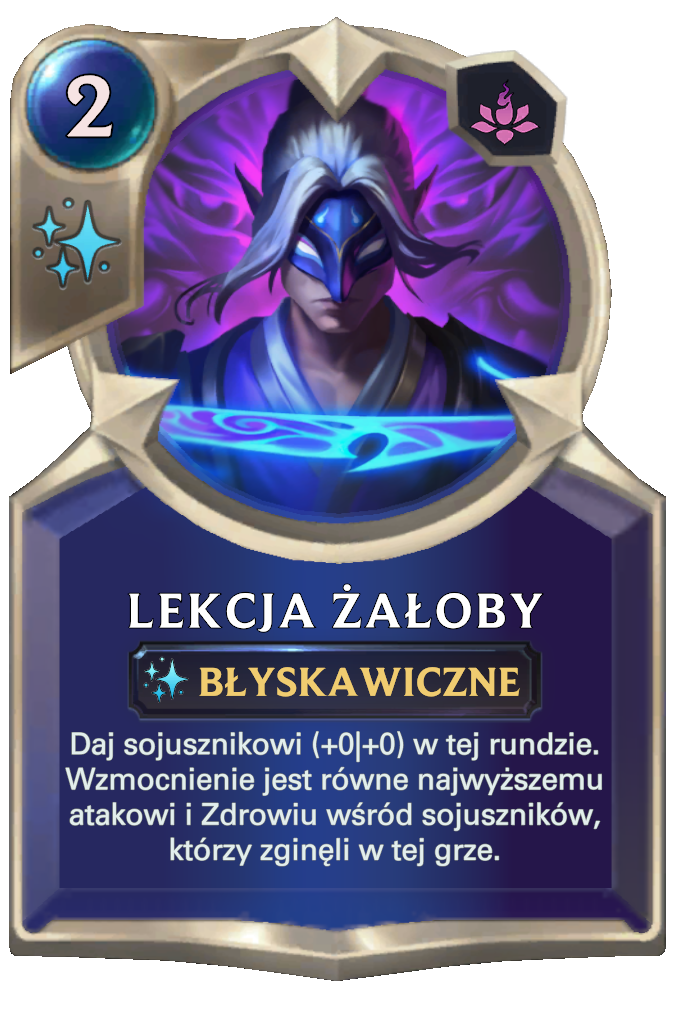 2
LEKCJA ŻAŁOBY
BŁYSKAWICZNE
Daj sojusznikowi (+0|+0) w tej rundzie.
Wzmocnienie jest równe najwyższemu
atakowi i Zdrowiu wśród sojuszników,
którzy zginęli w tej grze.